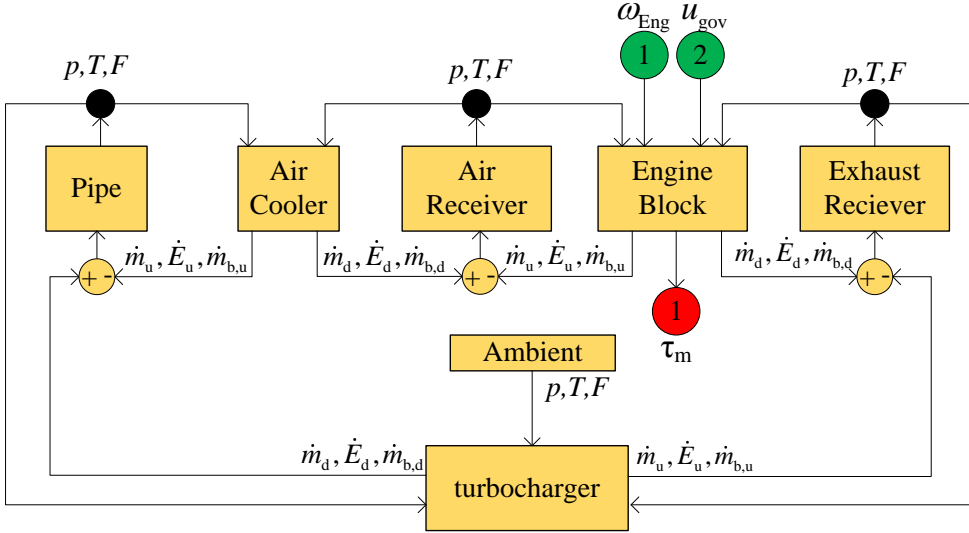 ω_Eng u_gov
1 2
p,T,F p,T,F p,T,F
Pipe
Air
Cooler
Air
Receiver
Engine
Block
Exhaust
Reciever
ṁ_u, Ė_u, ṁ_b,u ṁ_d, Ė_d, ṁ_b,d ṁ_u, Ė_u, ṁ_b,u ṁ_d, Ė_d, ṁ_b,d
+ - + - + -
1
τ_m
Ambient
p,T,F
ṁ_d, Ė_d, ṁ_b,d ṁ_u, Ė_u, ṁ_b,u
turbocharger